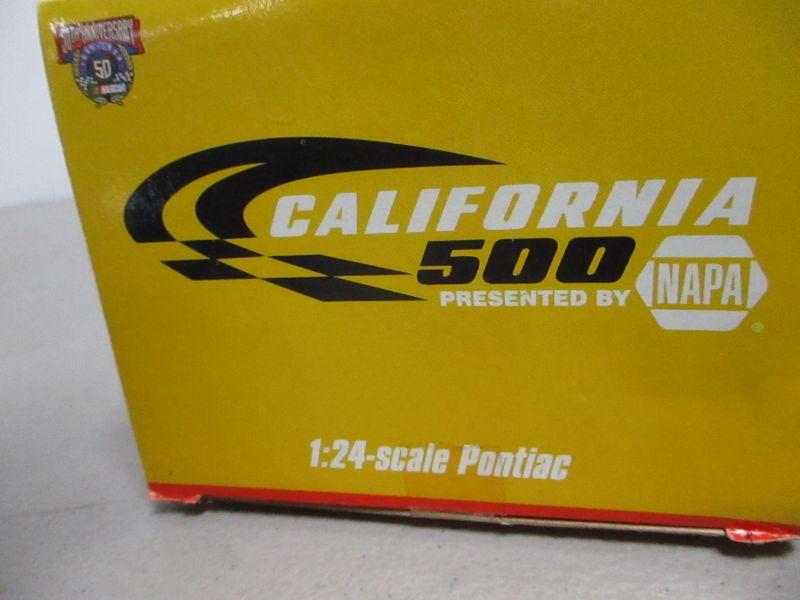 50TH ANNIVERSARY
50
NASCAR
CALIFORNIA
500
PRESENTED BY
NAPA
®
1:24-scale Pontiac